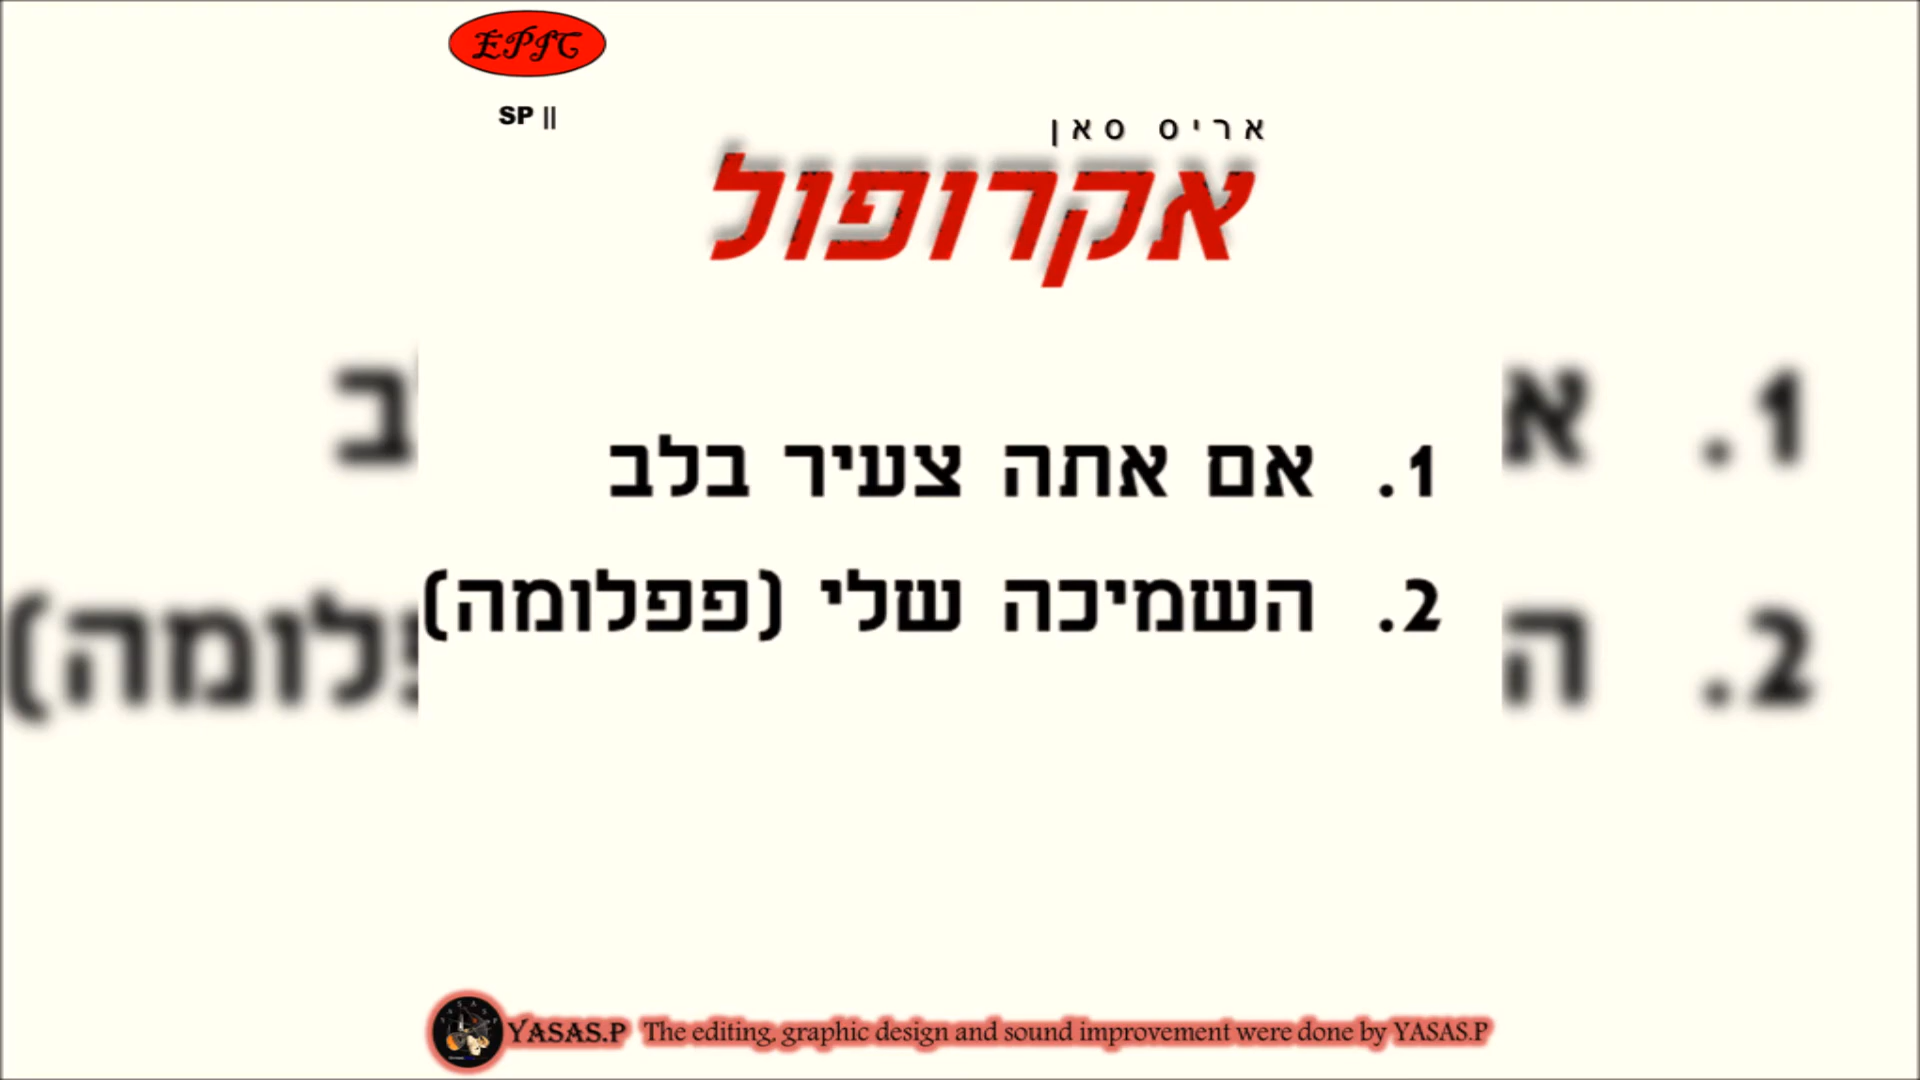 EPIC
SP ||
אריס סאן
אקרופול
1. אם אתה צעיר בלב
2. השמיכה שלי (פפלומה)
YASAS.P The editing, graphic design and sound improvement were done by YASAS.P